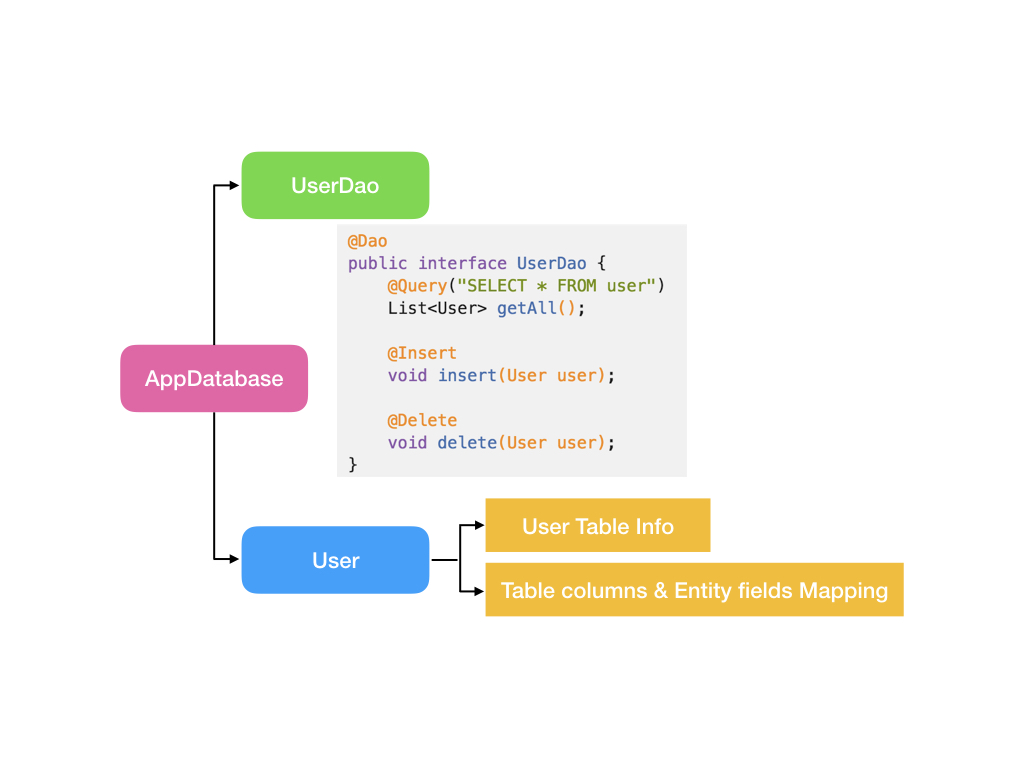 UserDao
@Dao
public interface UserDao {
    @Query("SELECT * FROM user")
    List<User> getAll();

    @Insert
    void insert(User user);

    @Delete
    void delete(User user);
}
AppDatabase
User
User Table Info
Table columns & Entity fields Mapping